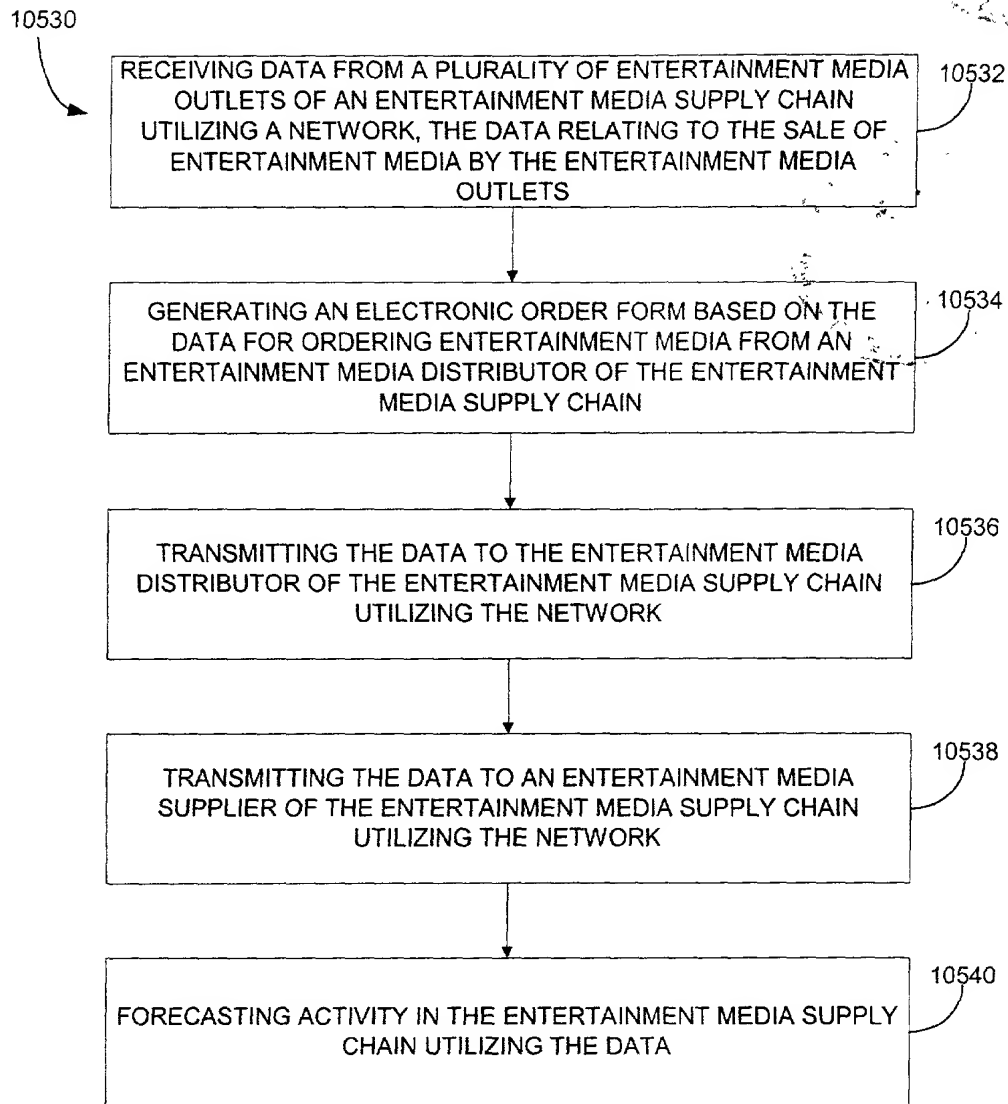 10530
RECEIVING DATA FROM A PLURALITY OF ENTERTAINMENT MEDIA
OUTLETS OF AN ENTERTAINMENT MEDIA SUPPLY CHAIN
UTILIZING A NETWORK, THE DATA RELATING TO THE SALE OF
ENTERTAINMENT MEDIA BY THE ENTERTAINMENT MEDIA
OUTLETS
10532
GENERATING AN ELECTRONIC ORDER FORM BASED ON THE
DATA FOR ORDERING ENTERTAINMENT MEDIA FROM AN
ENTERTAINMENT MEDIA DISTRIBUTOR OF THE ENTERTAINMENT
MEDIA SUPPLY CHAIN
10534
TRANSMITTING THE DATA TO THE ENTERTAINMENT MEDIA
DISTRIBUTOR OF THE ENTERTAINMENT MEDIA SUPPLY CHAIN
UTILIZING THE NETWORK
10536
TRANSMITTING THE DATA TO AN ENTERTAINMENT MEDIA
SUPPLIER OF THE ENTERTAINMENT MEDIA SUPPLY CHAIN
UTILIZING THE NETWORK
10538
FORECASTING ACTIVITY IN THE ENTERTAINMENT MEDIA SUPPLY
CHAIN UTILIZING THE DATA
10540